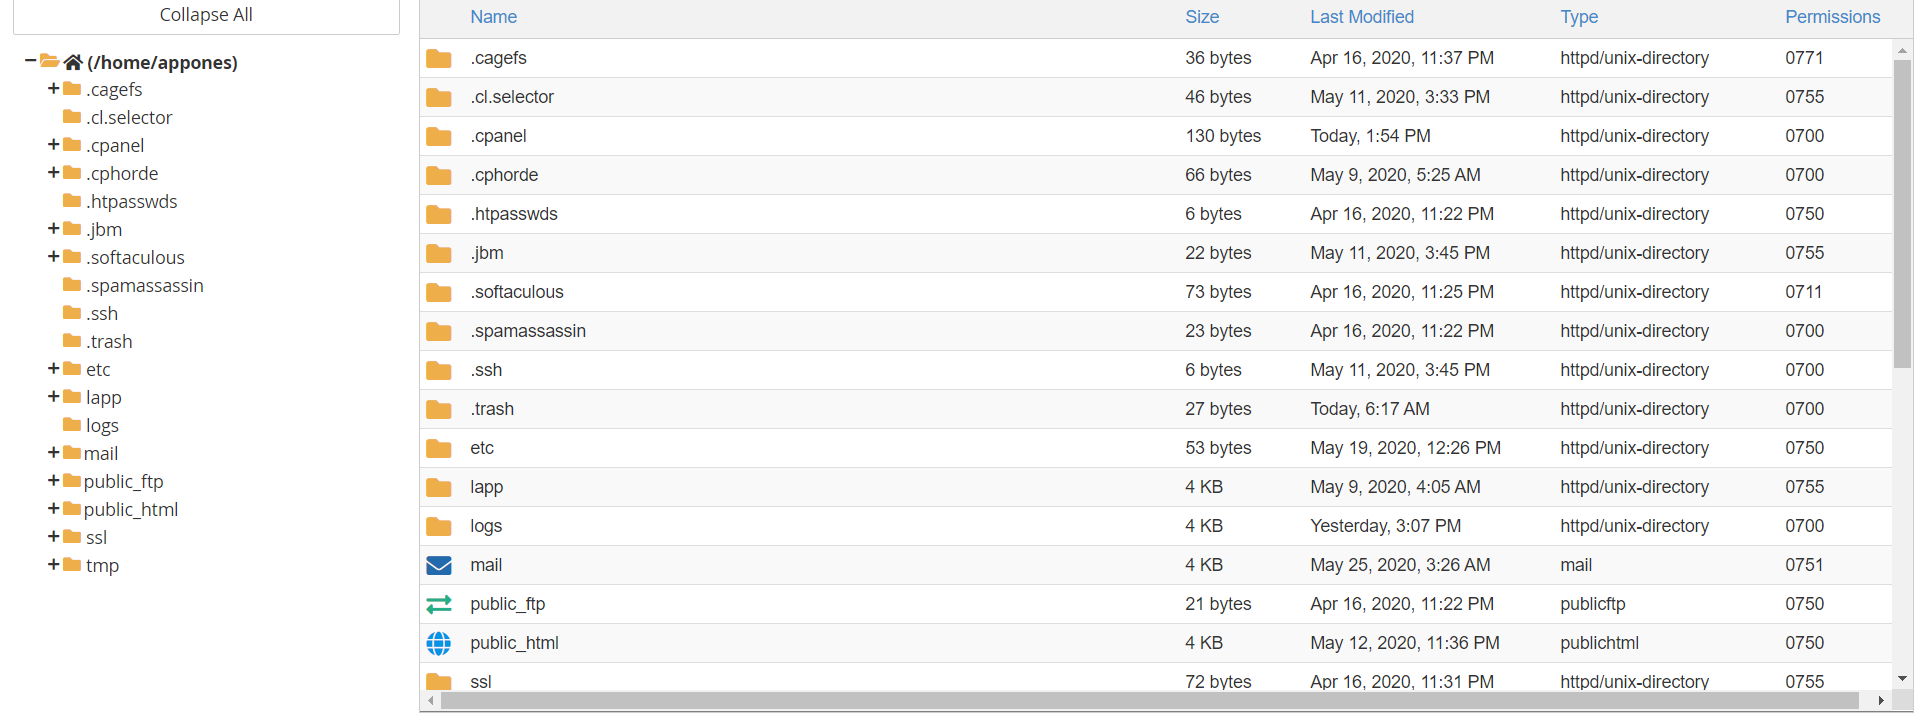 Collapse All
(/home/appones)
.cagefs
.cl.selector
.cpanel
.cphorde
.htpasswds
.jbm
.softaculous
.spamassassin
.ssh
.trash
etc
lapp
logs
mail
public_ftp
public_html
ssl
tmp
Name Size Last Modified Type Permissions
.cagefs 36 bytes Apr 16, 2020, 11:37 PM httpd/unix-directory 0771
.cl.selector 46 bytes May 11, 2020, 3:33 PM httpd/unix-directory 0755
.cpanel 130 bytes Today, 1:54 PM httpd/unix-directory 0700
.cphorde 66 bytes May 9, 2020, 5:25 AM httpd/unix-directory 0700
.htpasswds 6 bytes Apr 16, 2020, 11:22 PM httpd/unix-directory 0750
.jbm 22 bytes May 11, 2020, 3:45 PM httpd/unix-directory 0755
.softaculous 73 bytes Apr 16, 2020, 11:25 PM httpd/unix-directory 0711
.spamassassin 23 bytes Apr 16, 2020, 11:22 PM httpd/unix-directory 0700
.ssh 6 bytes May 11, 2020, 3:45 PM httpd/unix-directory 0700
.trash 27 bytes Today, 6:17 AM httpd/unix-directory 0700
etc 53 bytes May 19, 2020, 12:26 PM httpd/unix-directory 0750
lapp 4 KB May 9, 2020, 4:05 AM httpd/unix-directory 0755
logs 4 KB Yesterday, 3:07 PM httpd/unix-directory 0700
mail 4 KB May 25, 2020, 3:26 AM mail 0751
public_ftp 21 bytes Apr 16, 2020, 11:22 PM publicftp 0750
public_html 4 KB May 12, 2020, 11:36 PM publichtml 0750
ssl 72 bytes Apr 16, 2020, 11:31 PM httpd/unix-directory 0755